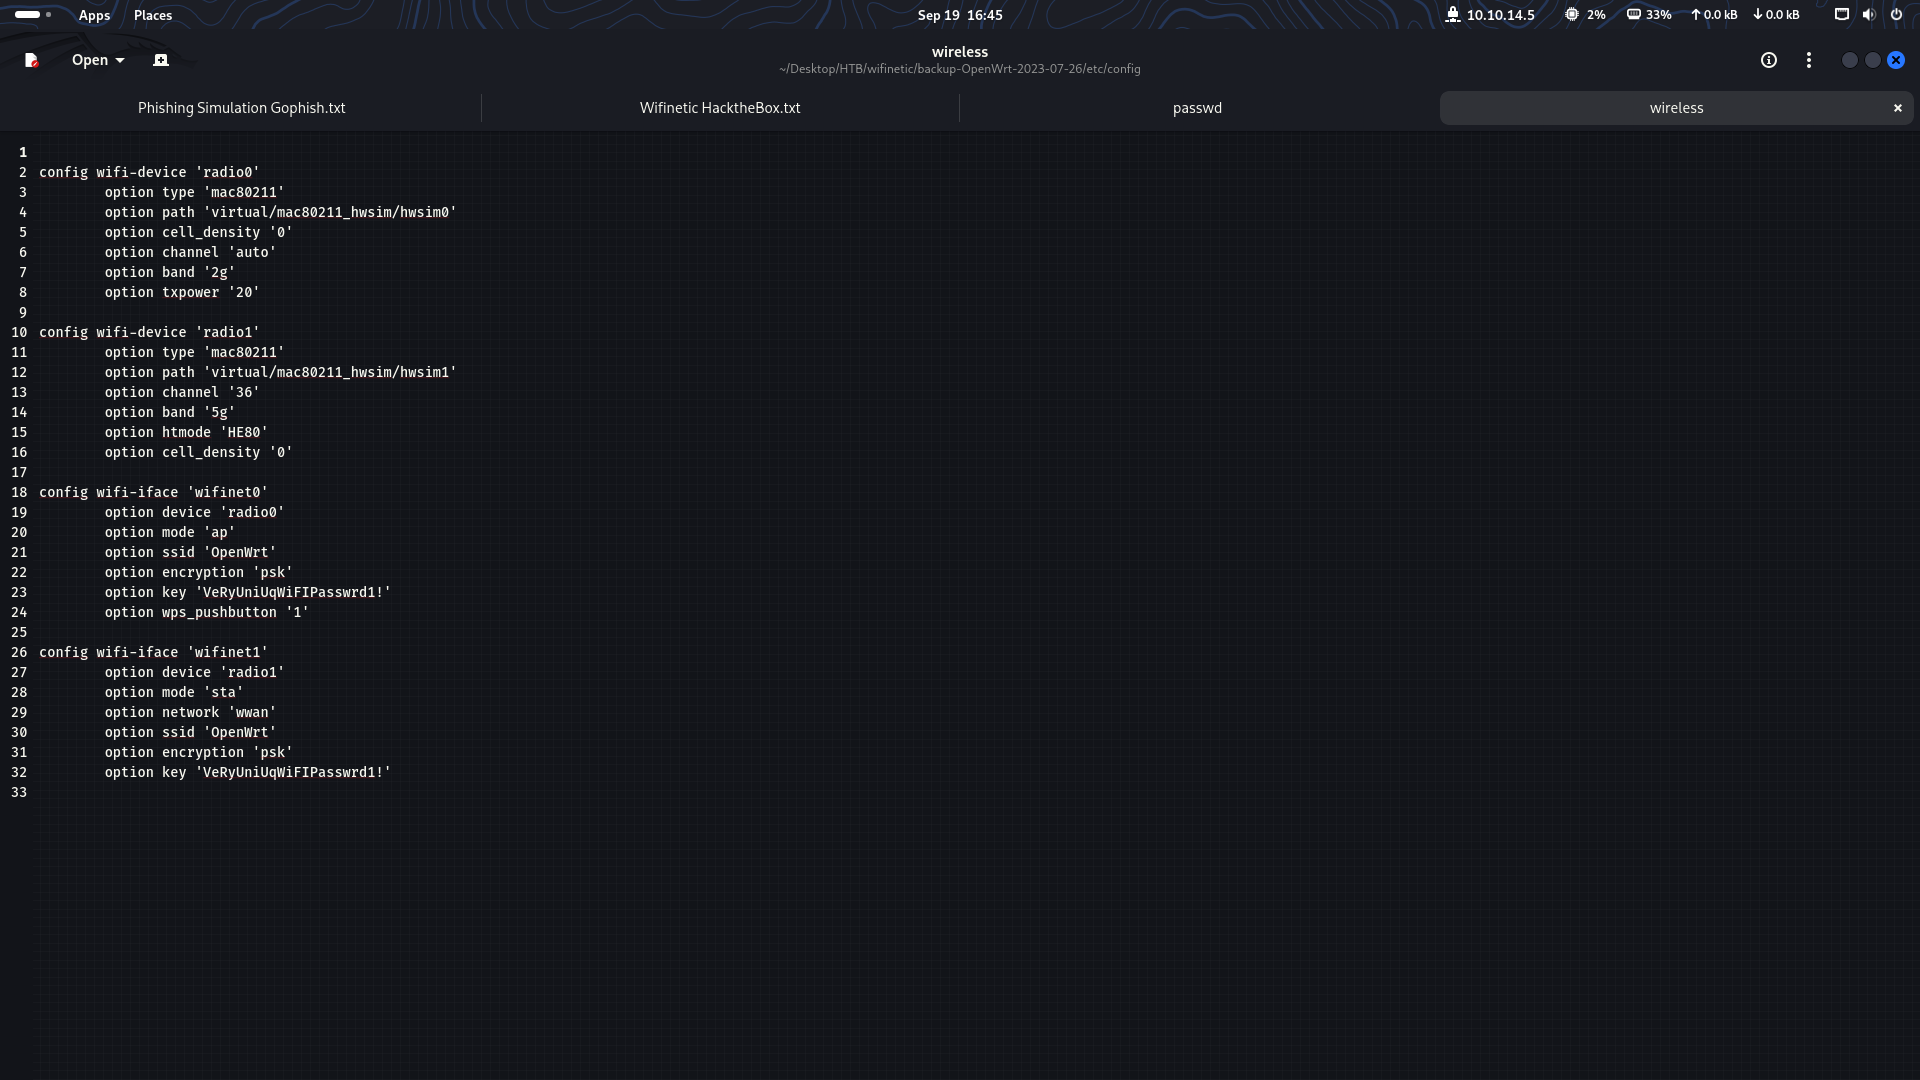 Apps Places Sep 19 16:45 10.10.14.5 2% 33% ↑0.0 kB ↓0.0 kB
Open wireless
~/Desktop/HTB/wifinetic/backup-OpenWrt-2023-07-26/etc/config
Phishing Simulation Gophish.txt Wifinetic HacktheBox.txt passwd wireless
1
2 config wifi-device 'radio0'
3 option type 'mac80211'
4 option path 'virtual/mac80211_hwsim/hwsim0'
5 option cell_density '0'
6 option channel 'auto'
7 option band '2g'
8 option txpower '20'
9
10 config wifi-device 'radio1'
11 option type 'mac80211'
12 option path 'virtual/mac80211_hwsim/hwsim1'
13 option channel '36'
14 option band '5g'
15 option htmode 'HE80'
16 option cell_density '0'
17
18 config wifi-iface 'wifinet0'
19 option device 'radio0'
20 option mode 'ap'
21 option ssid 'OpenWrt'
22 option encryption 'psk'
23 option key 'VeRyUniUqWiFIPasswrd1!'
24 option wps_pushbutton '1'
25
26 config wifi-iface 'wifinet1'
27 option device 'radio1'
28 option mode 'sta'
29 option network 'wwan'
30 option ssid 'OpenWrt'
31 option encryption 'psk'
32 option key 'VeRyUniUqWiFIPasswrd1!'
33